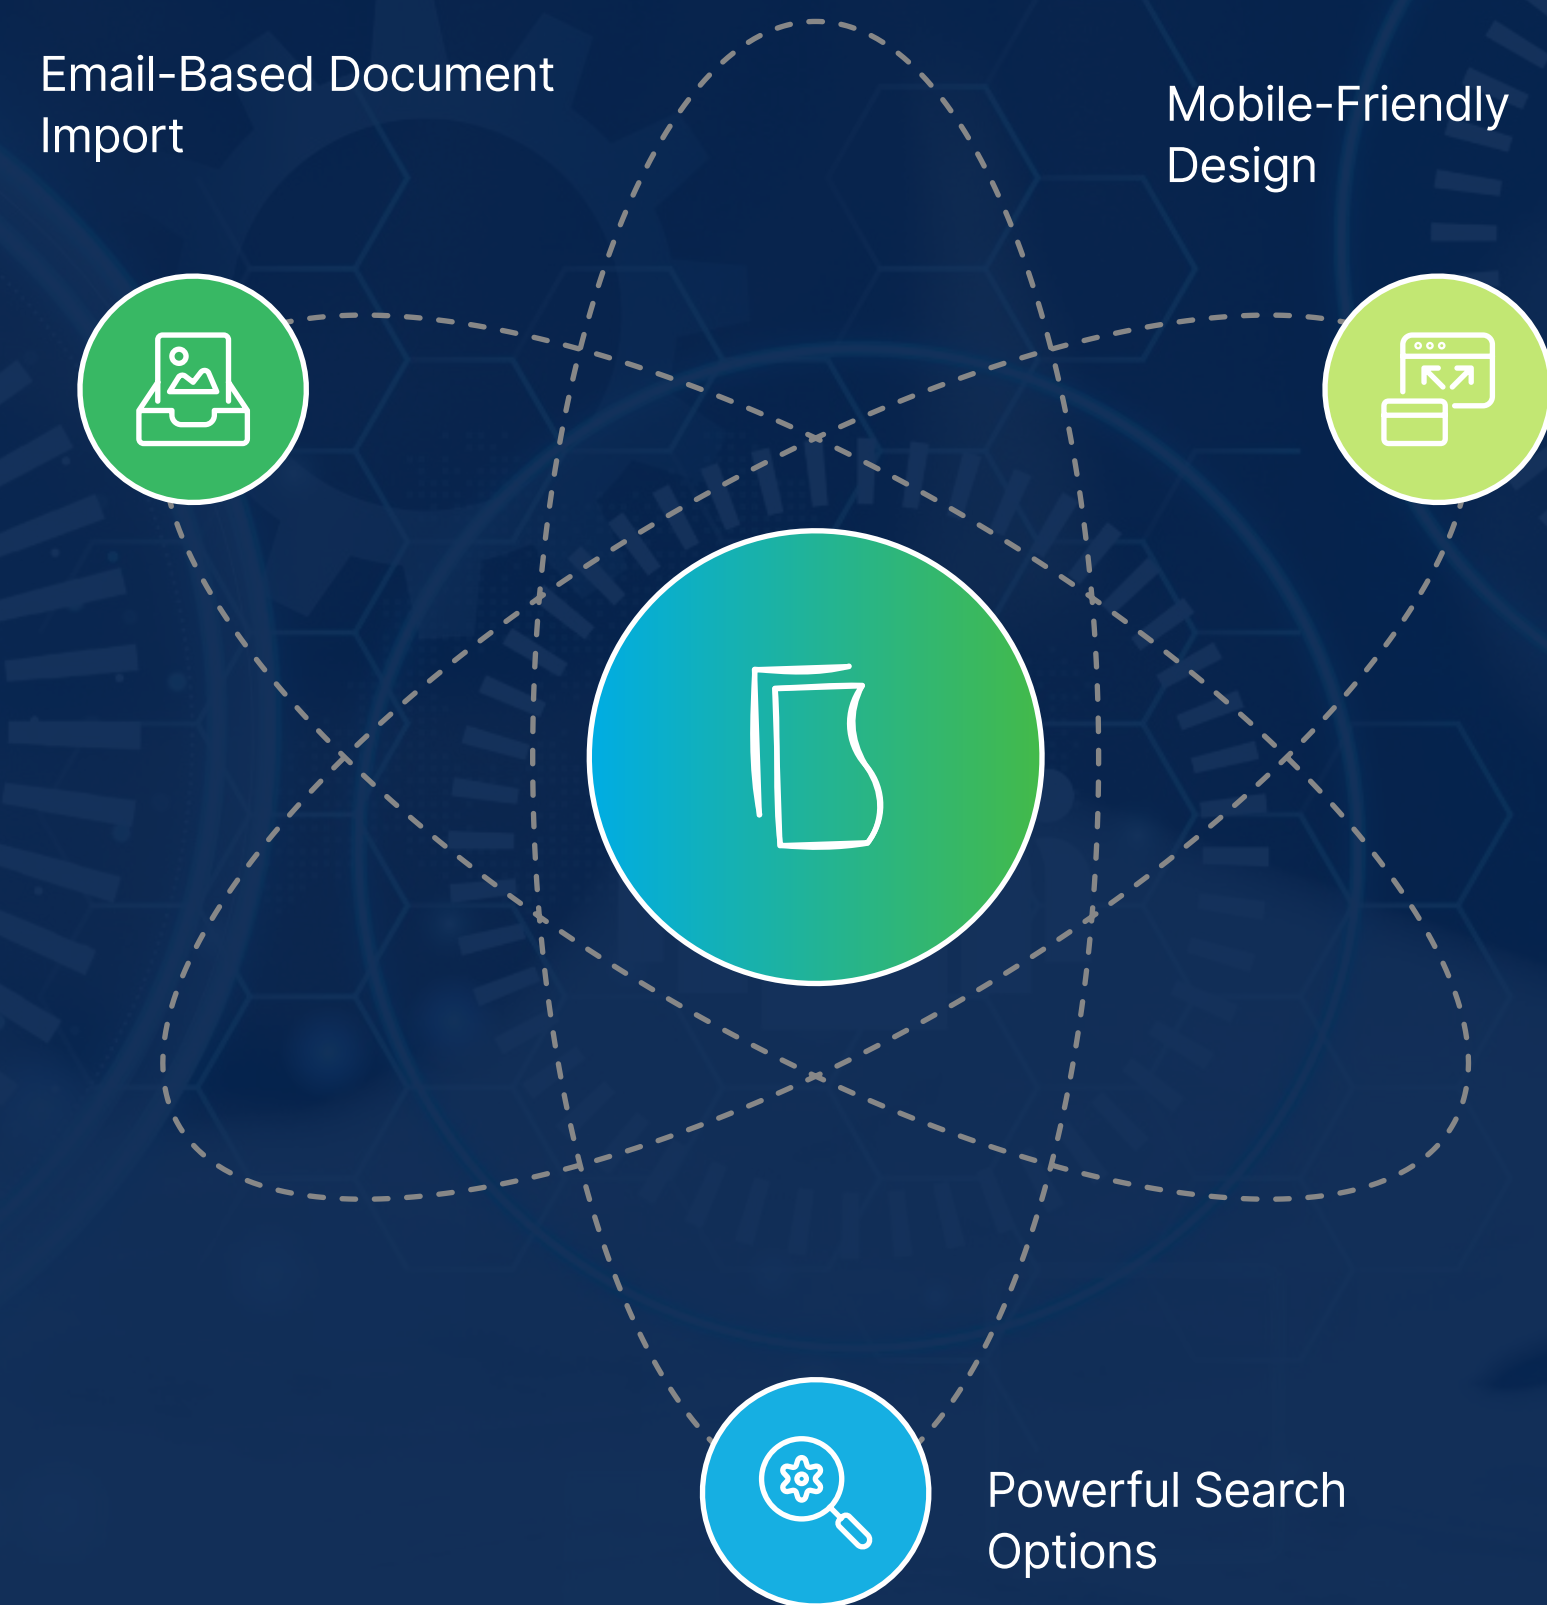 Email-Based Document
Import
Mobile-Friendly
Design
Powerful Search
Options